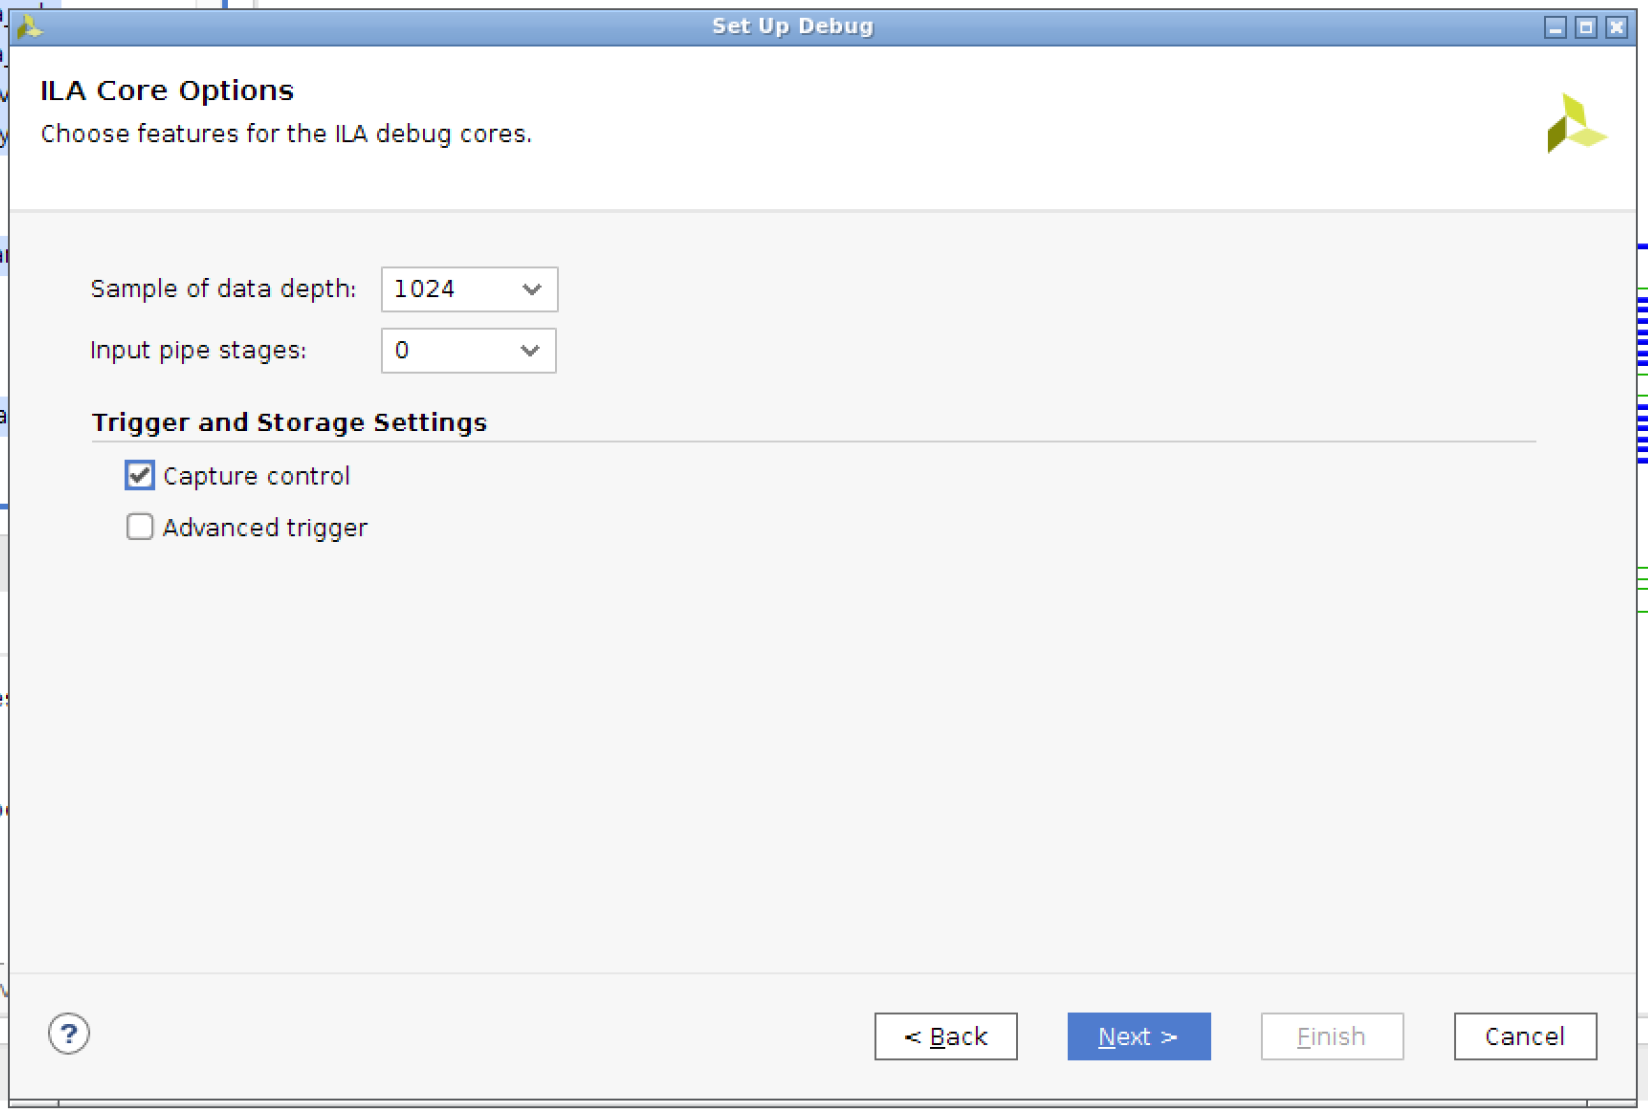 Set Up Debug
ILA Core Options
Choose features for the ILA debug cores.
Sample of data depth: 1024
Input pipe stages: 0
Trigger and Storage Settings
Capture control
Advanced trigger
? < Back Next > Finish Cancel